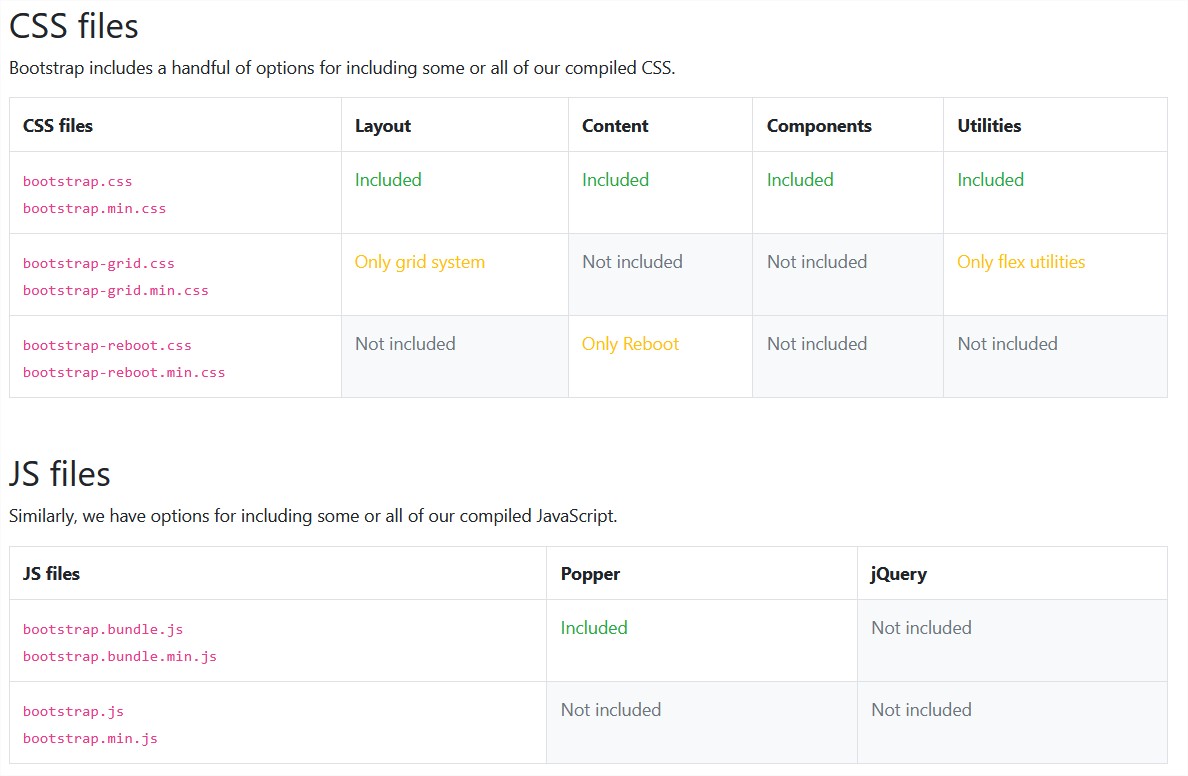 CSS files
Bootstrap includes a handful of options for including some or all of our compiled CSS.
CSS files Layout Content Components Utilities
bootstrap.css Included Included Included Included
bootstrap.min.css
bootstrap-grid.css Only grid system Not included Not included Only flex utilities
bootstrap-grid.min.css
bootstrap-reboot.css Not included Only Reboot Not included Not included
bootstrap-reboot.min.css
JS files
Similarly, we have options for including some or all of our compiled JavaScript.
JS files Popper jQuery
bootstrap.bundle.js Included Not included
bootstrap.bundle.min.js
bootstrap.js Not included Not included
bootstrap.min.js